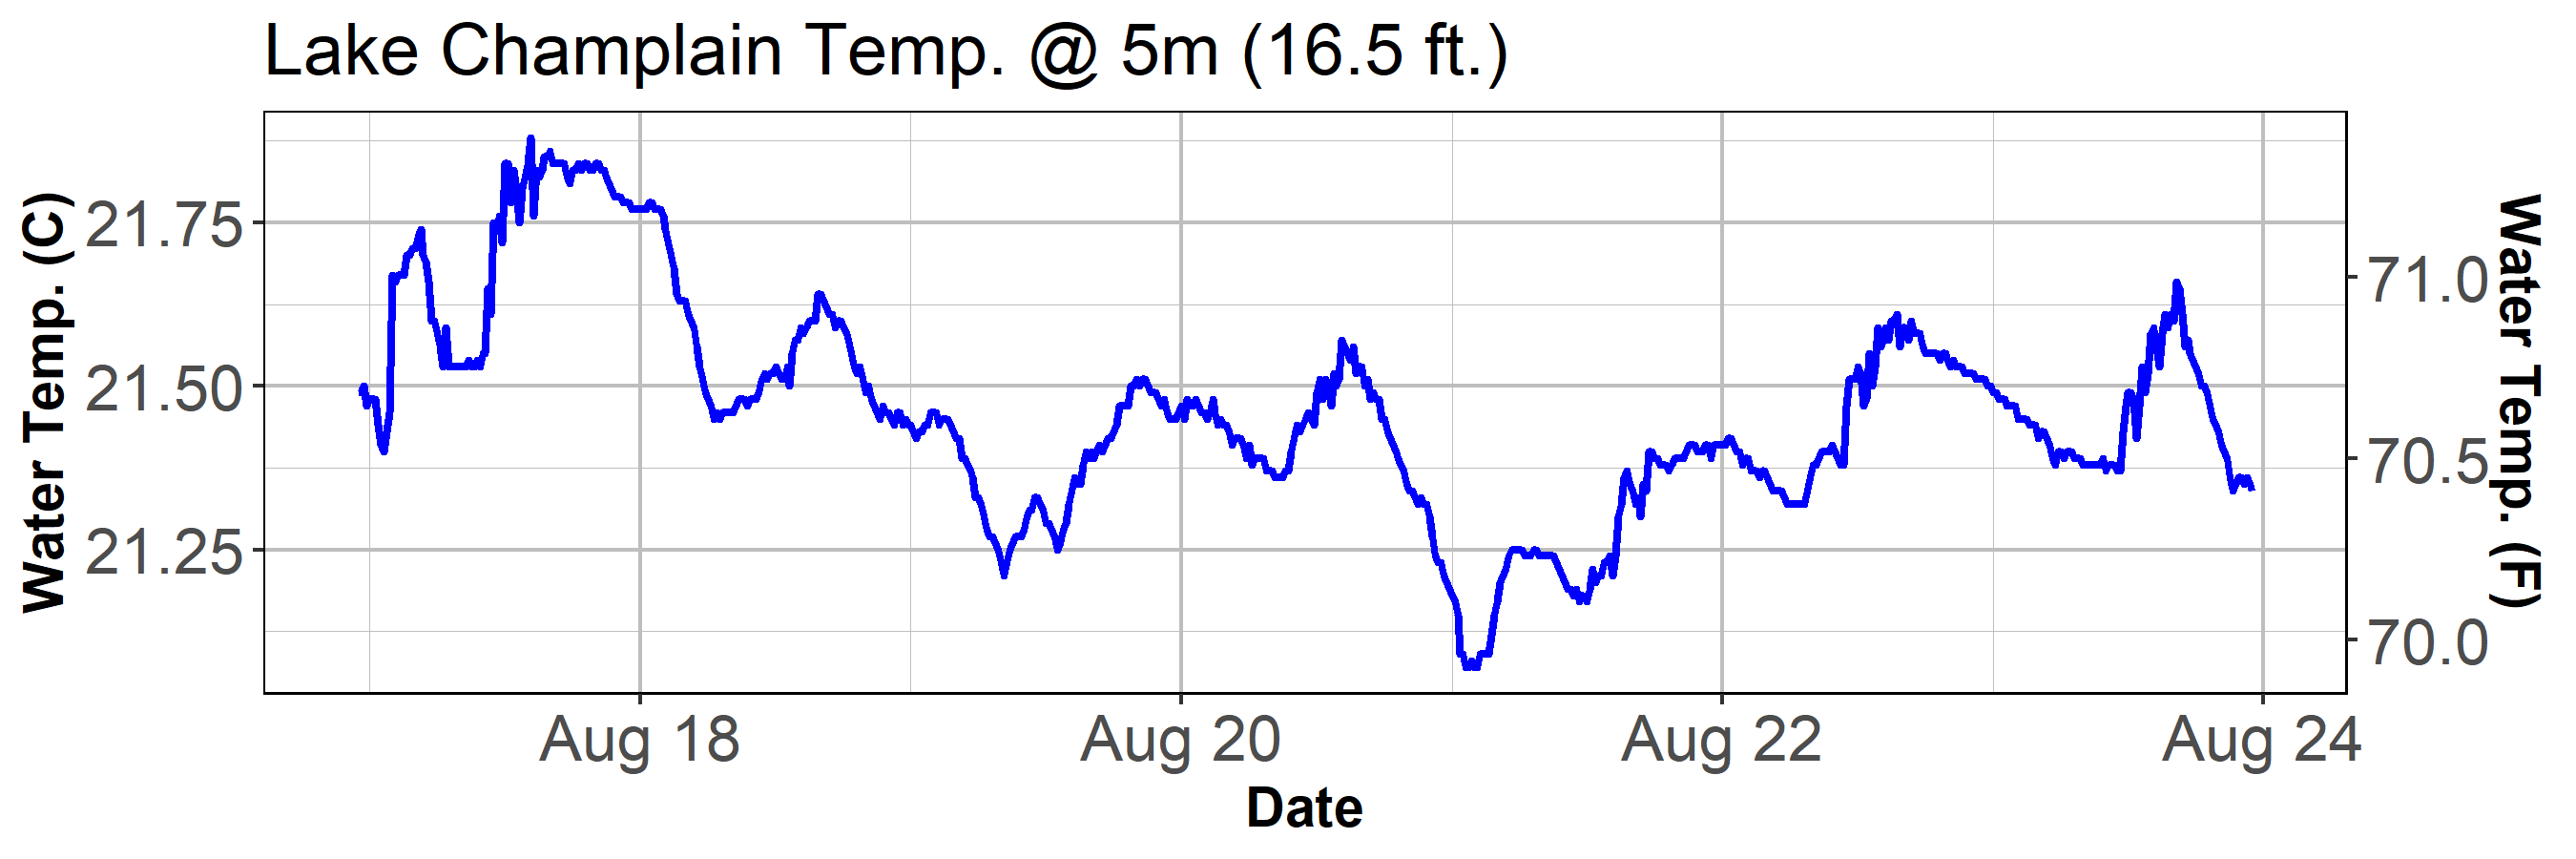 Lake Champlain Temp. @ 5m (16.5 ft.)
Water Temp. (C)
21.75
21.50
21.25
71.0
70.5
70.0
Water Temp. (F)
Aug 18 Aug 20 Aug 22 Aug 24
Date